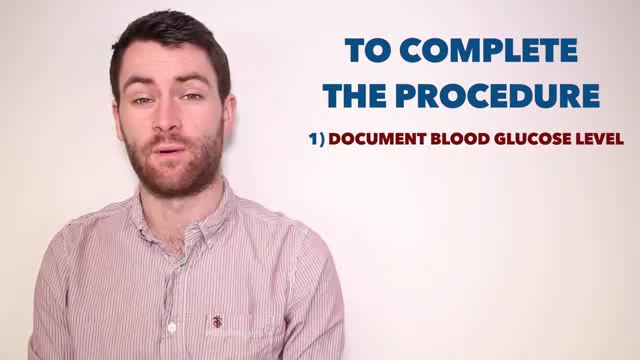 TO COMPLETE
THE PROCEDURE
1) DOCUMENT BLOOD GLUCOSE LEVEL